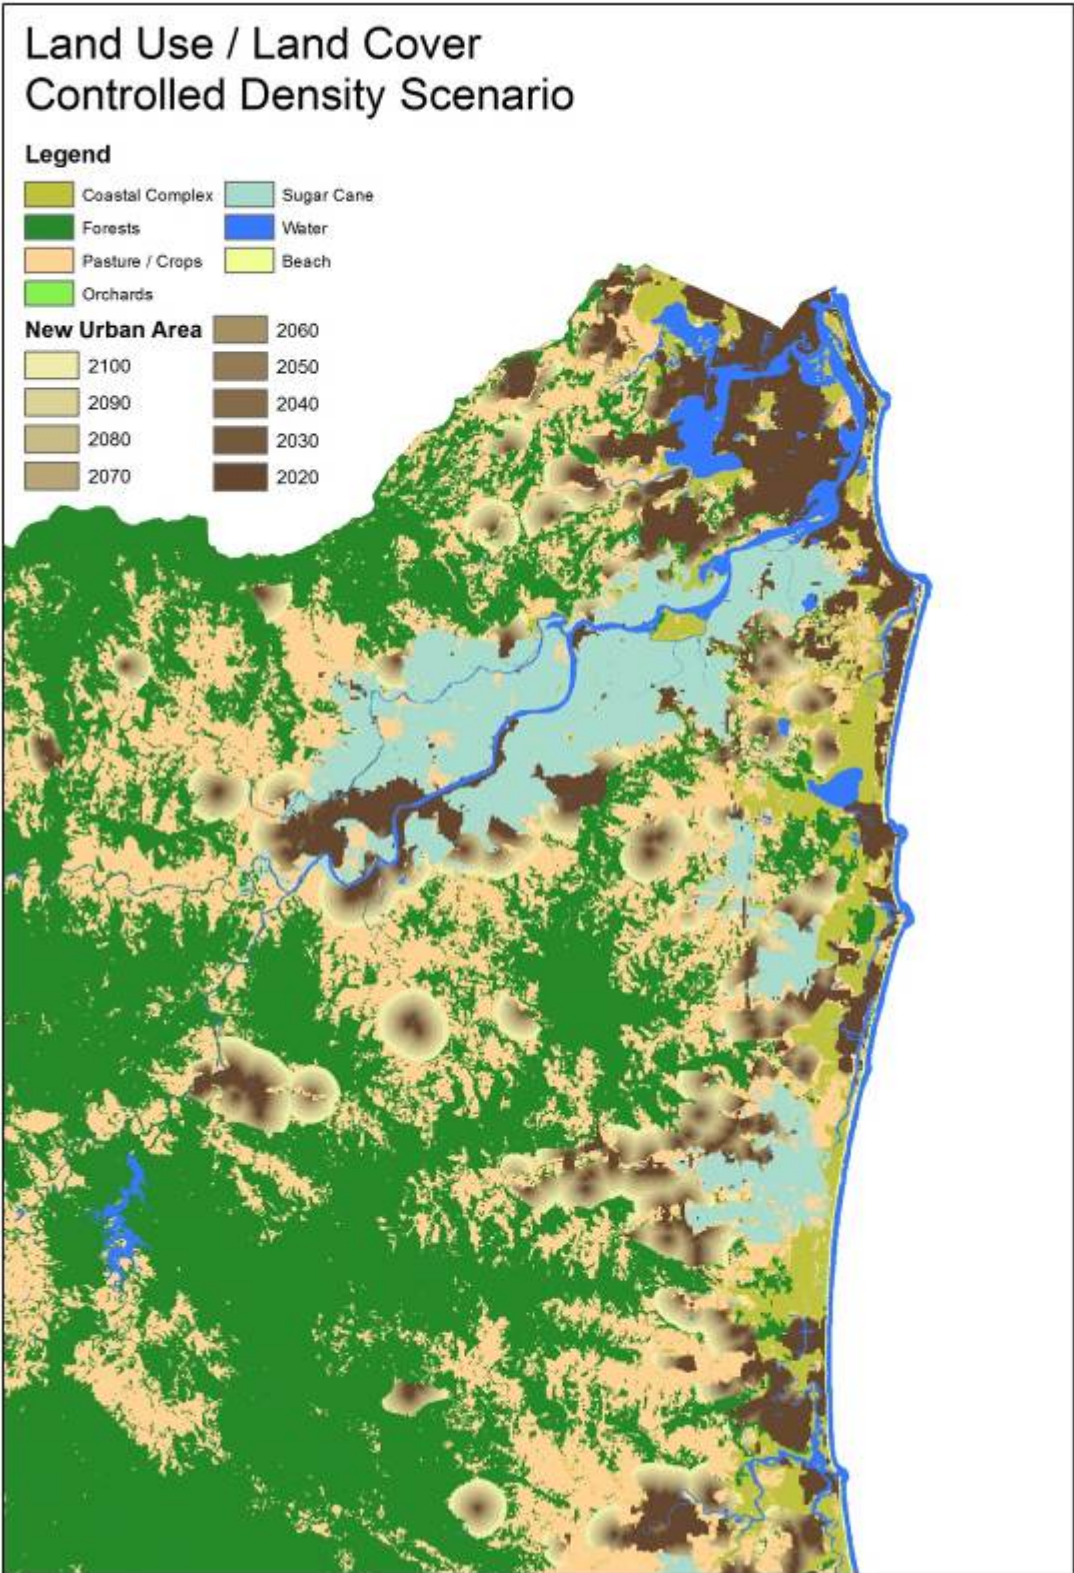 Land Use / Land Cover
Controlled Density Scenario
Legend
Coastal Complex
Sugar Cane
Forests
Water
Pasture / Crops
Beach
Orchards
New Urban Area
2060
2100
2050
2090
2040
2080
2030
2070
2020